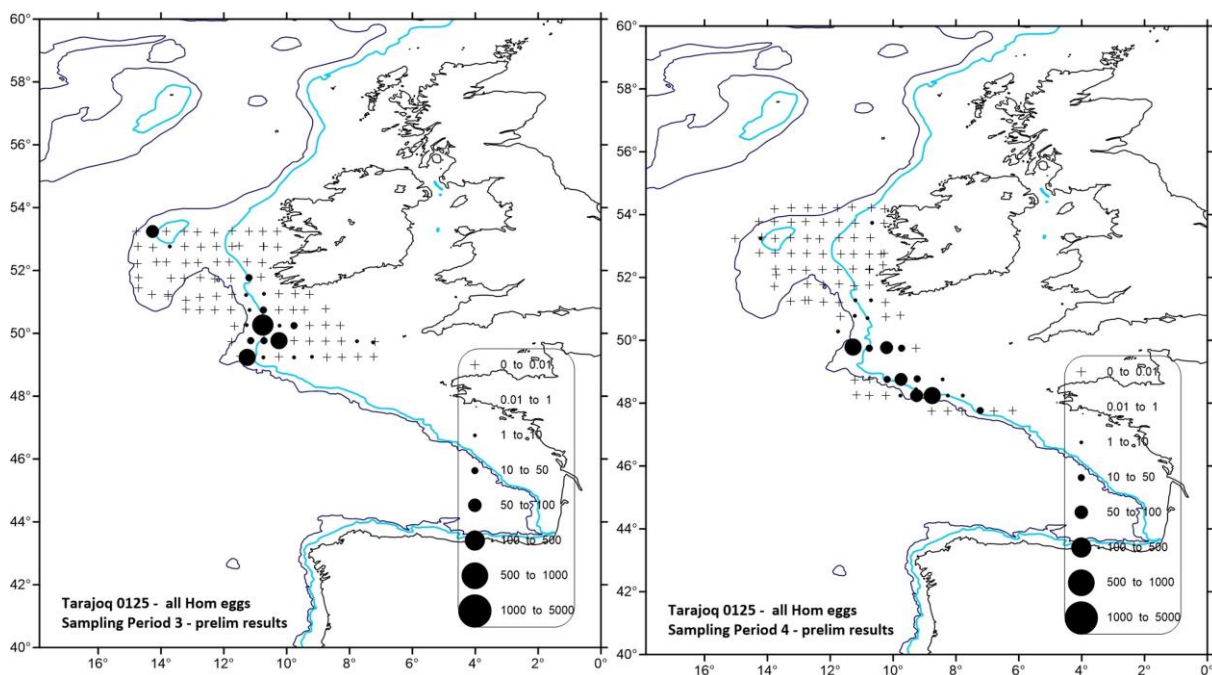 60°
58°
56°
54°
52°
50°
48°
46°
44°
42°
40°
16° 14° 12° 10° 8° 6° 4° 2° 0°
0 to 0.01
0.01 to 1
1 to 10
10 to 50
50 to 100
100 to 500
500 to 1000
1000 to 5000
Tarajoq 0125 - all Hom eggs
Sampling Period 3 - prelim results
60°
58°
56°
54°
52°
50°
48°
46°
44°
42°
40°
16° 14° 12° 10° 8° 6° 4° 2° 0°
0 to 0.01
0.01 to 1
1 to 10
10 to 50
50 to 100
100 to 500
500 to 1000
1000 to 5000
Tarajoq 0125 - all Hom eggs
Sampling Period 4 - prelim results